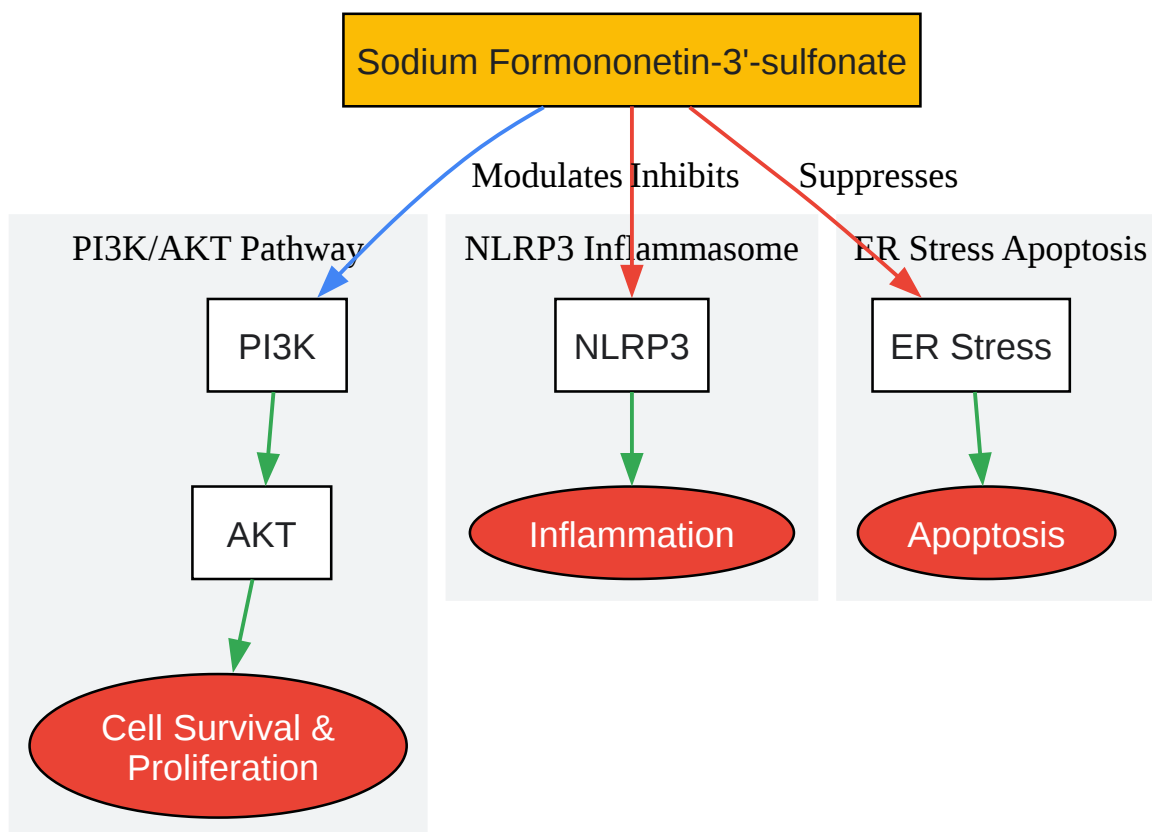 Sodium Formononetin-3'-sulfonate
Modulates
Inhibits
Suppresses
PI3K/AKT Pathway
NLRP3 Inflammasome
ER Stress Apoptosis
PI3K
NLRP3
ER Stress
AKT
Inflammation
Apoptosis
Cell Survival &
Proliferation